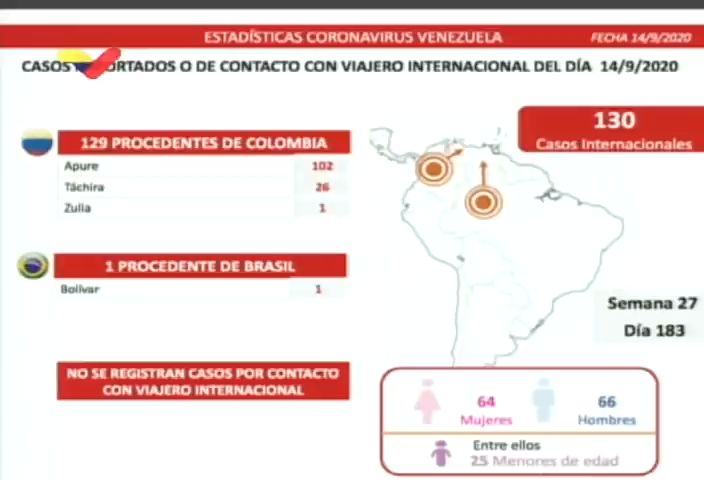 ESTADÍSTICAS CORONAVIRUS VENEZUELA
FECHA 14/9/2020
CASOS ORTADOS O DE CONTACTO CON VIAJERO INTERNACIONAL DEL DÍA 14/9/2020
130
Casos Internacionales
129 PROCEDENTES DE COLOMBIA
Apure 102
Táchira 26
Zulia 1
1 PROCEDENTE DE BRASIL
Bolívar 1
Semana 27
Día 183
NO SE REGISTRAN CASOS POR CONTACTO
CON VIAJERO INTERNACIONAL
64
Mujeres
66
Hombres
Entre ellos
25 Menores de edad